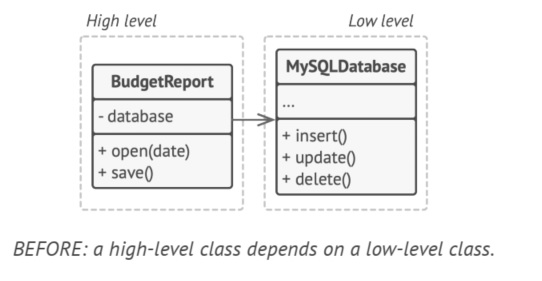 High level
Low level
BudgetReport
- database
+ open(date)
+ save()
MySQLDatabase
...
+ insert()
+ update()
+ delete()
BEFORE: a high-level class depends on a low-level class.